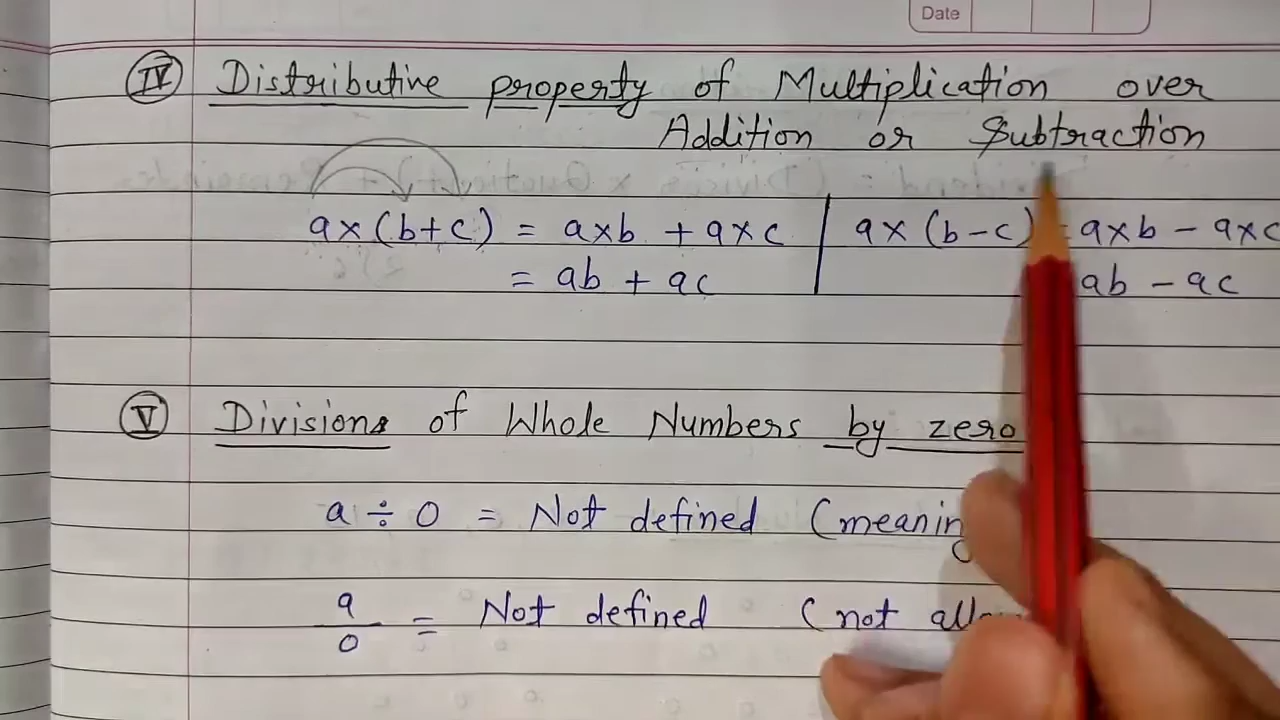 Date
IV Distributive property of Multiplication over
Addition or Subtraction
a×(b+c) = a×b + a×c | a×(b-c) = a×b - a×c
= ab + ac ab - ac
V Divisions of Whole Numbers by zero
a ÷ 0 = Not defined (meanin
a/0 = Not defined (not